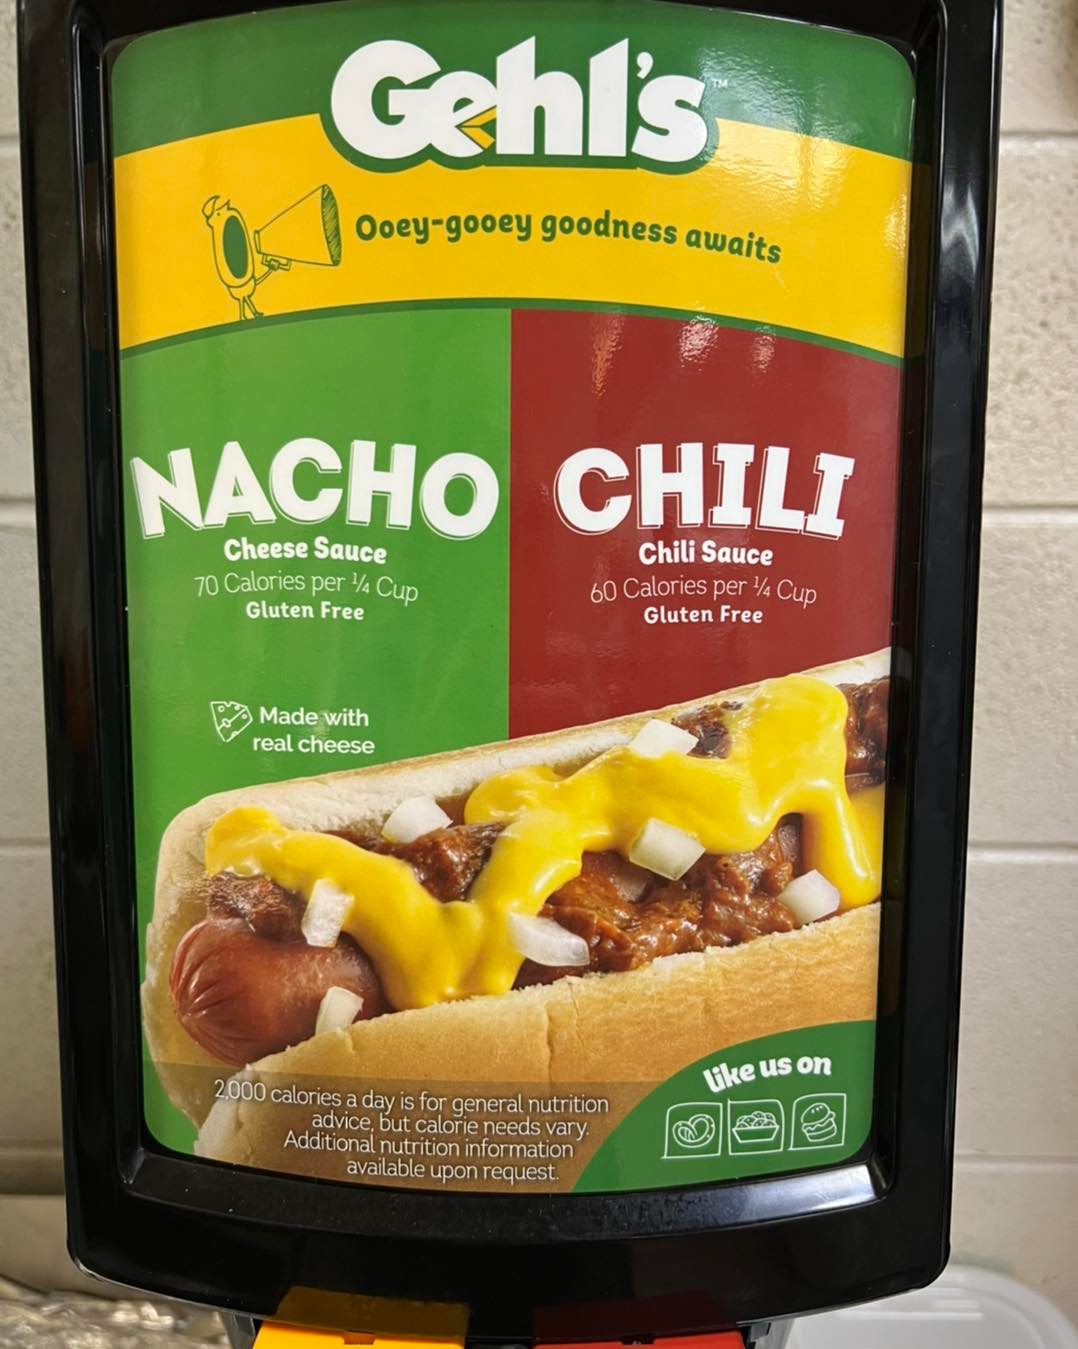 Gehl's™
Ooey-gooey goodness awaits
NACHO
Cheese Sauce
70 Calories per ¼ Cup
Gluten Free
Made with
real cheese
CHILI
Chili Sauce
60 Calories per ¼ Cup
Gluten Free
2,000 calories a day is for general nutrition
advice, but calorie needs vary.
Additional nutrition information
available upon request.
like us on